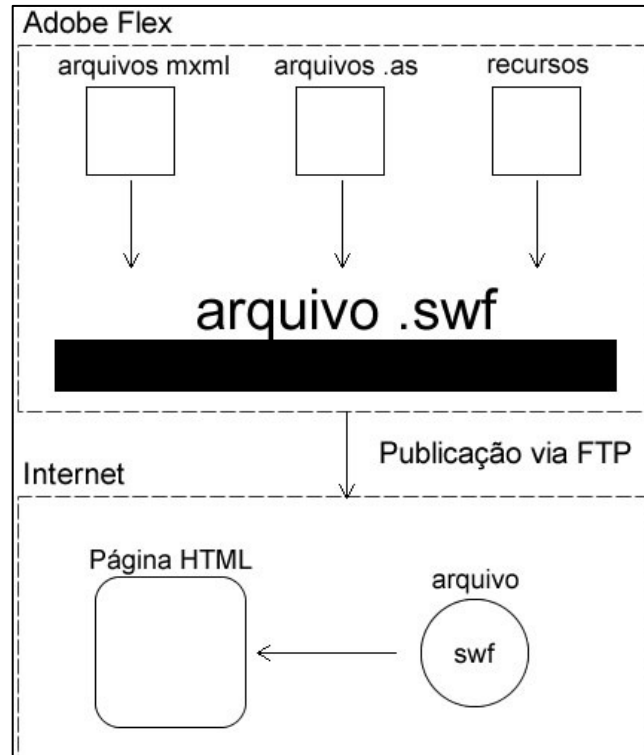 Adobe Flex
arquivos mxml
arquivos .as
recursos
arquivo .swf
Publicação via FTP
Internet
Página HTML
arquivo
swf